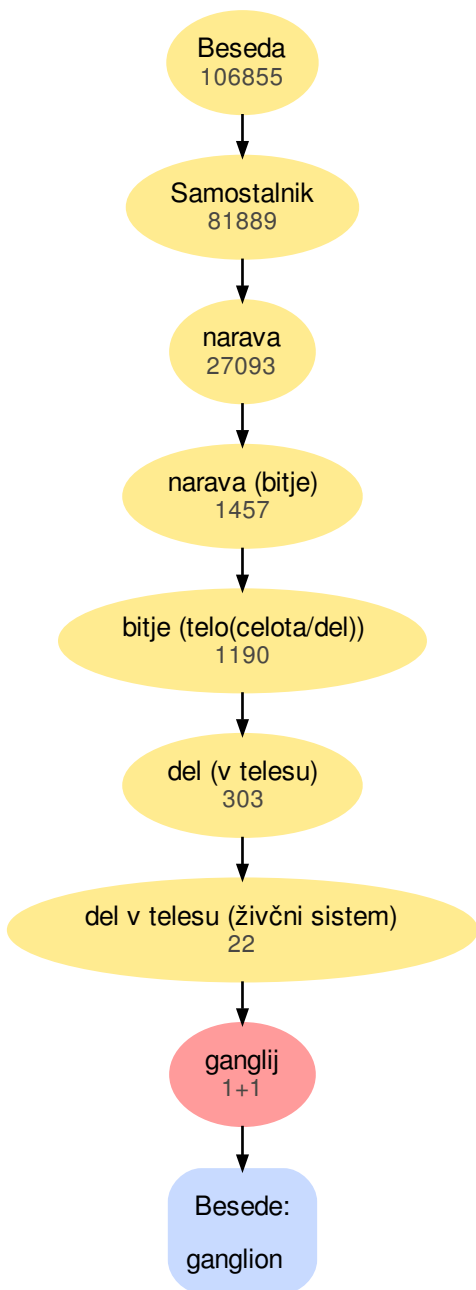 Beseda
106855
Samostalnik
81889
narava
27093
narava (bitje)
1457
bitje (telo(celota/del))
1190
del (v telesu)
303
del v telesu (živčni sistem)
22
ganglij
1+1
Besede:
ganglion